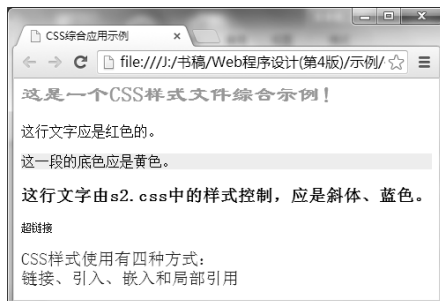 CSS综合应用示例
file:///J:/书稿/Web程序设计(第4版)/示例/
这是一个CSS样式文件综合示例！
这行文字应是红色的。
这一段的底色应是黄色。
这行文字由s2.css中的样式控制，应是斜体、蓝色。
超链接
CSS样式使用有四种方式：
链接、引入、嵌入和局部引用